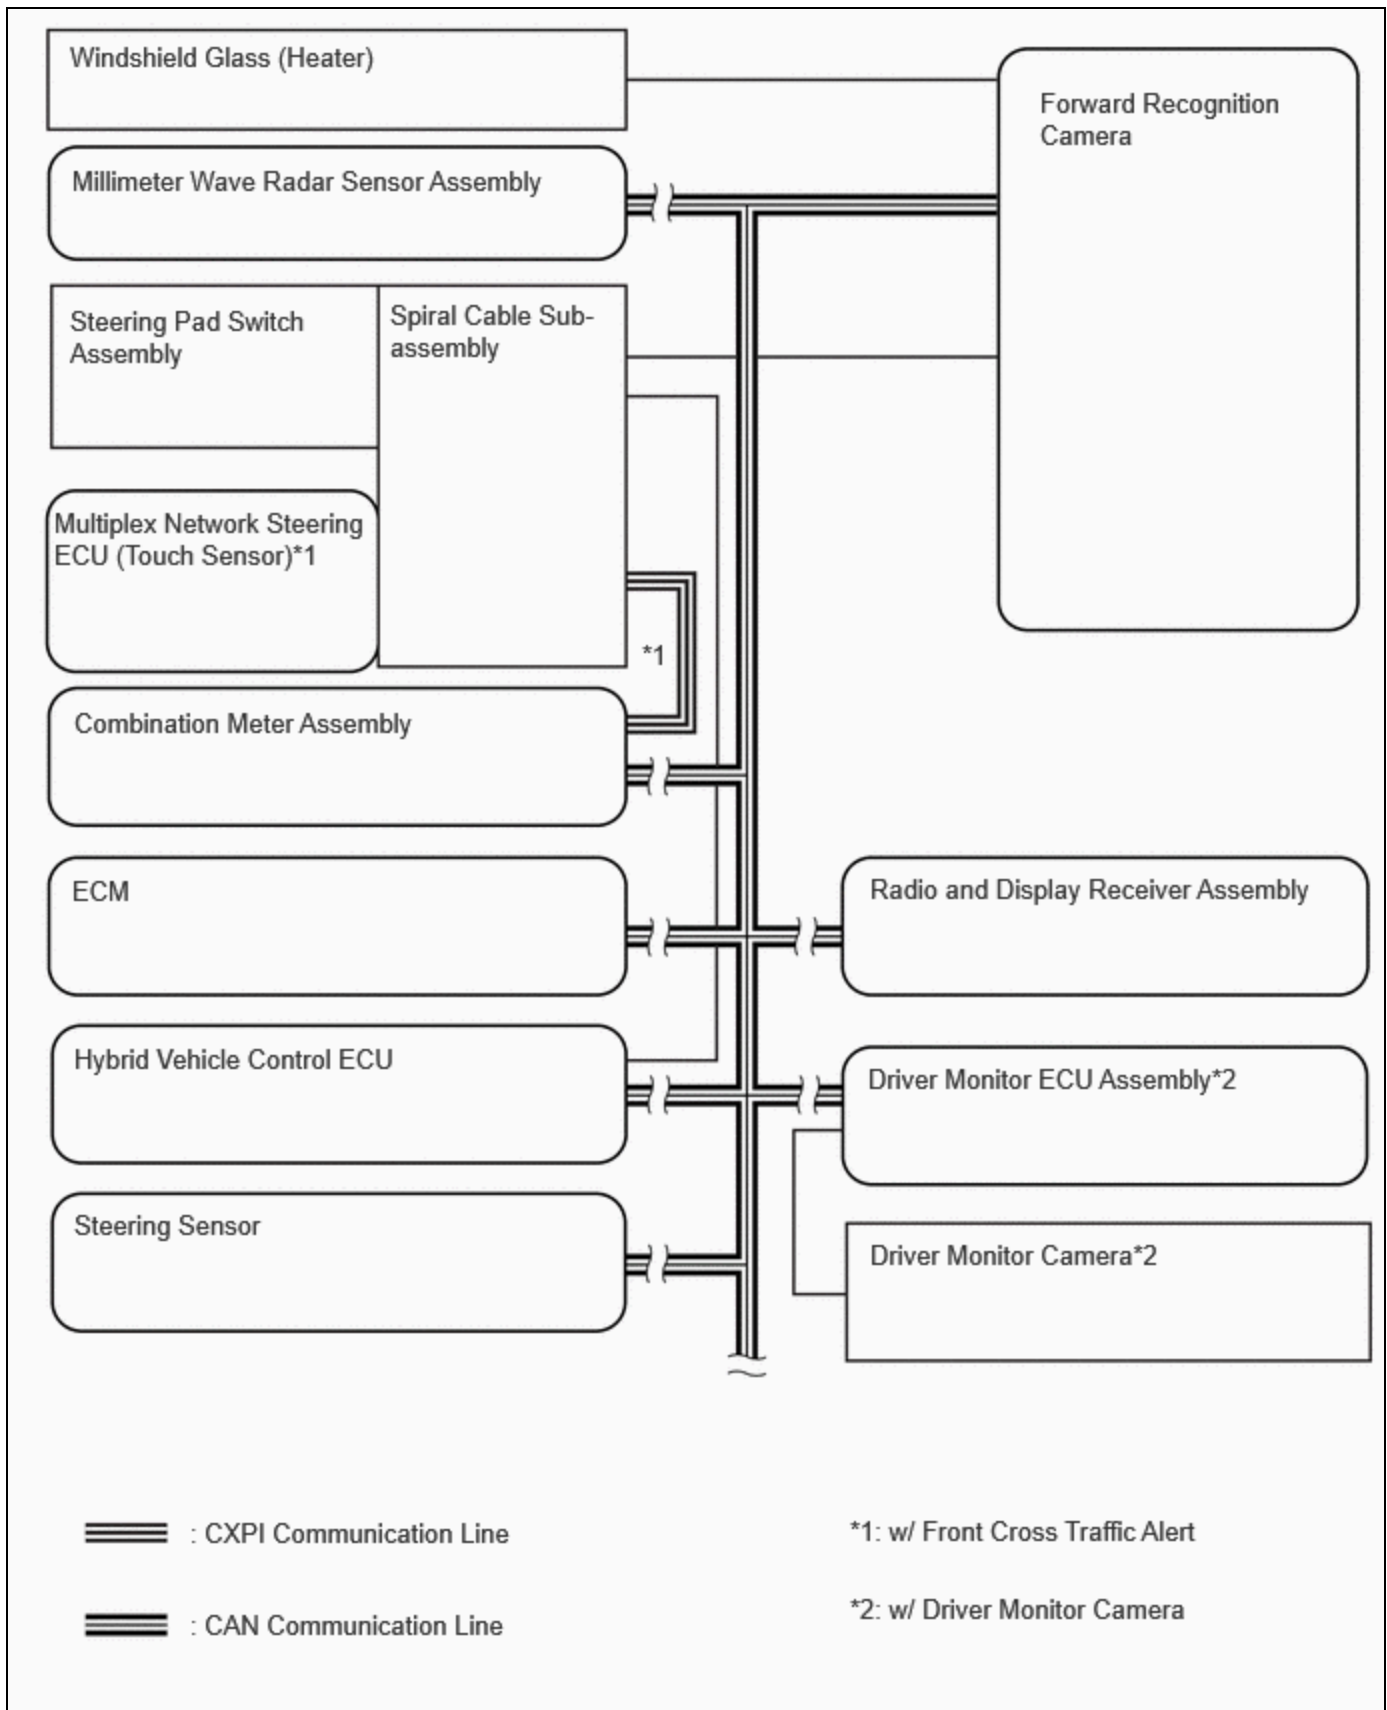 Windshield Glass (Heater)
Forward Recognition
Camera
Millimeter Wave Radar Sensor Assembly
Steering Pad Switch
Assembly
Spiral Cable Sub-
assembly
Multiplex Network Steering
ECU (Touch Sensor)*1
*1
Combination Meter Assembly
ECM
Radio and Display Receiver Assembly
Hybrid Vehicle Control ECU
Driver Monitor ECU Assembly*2
Steering Sensor
Driver Monitor Camera*2
: CXPI Communication Line
*1: w/ Front Cross Traffic Alert
: CAN Communication Line
*2: w/ Driver Monitor Camera